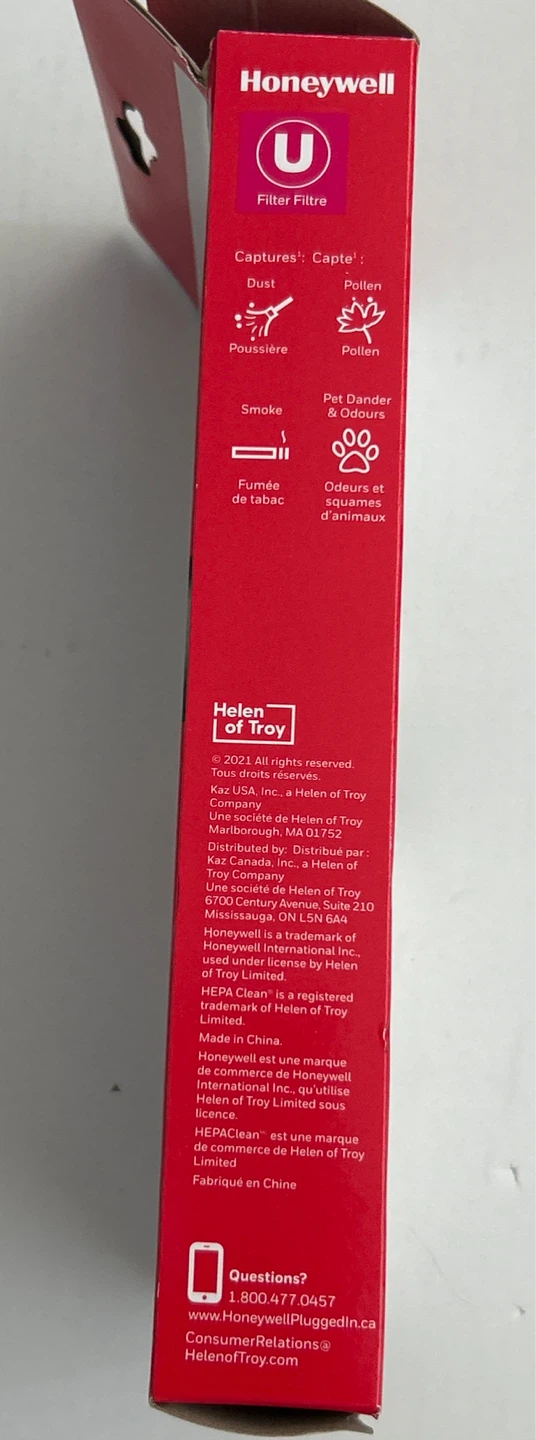 Honeywell
U
Filter Filtre
Captures¹: Capte¹ :
Dust
Poussière
Pollen
Pollen
Smoke
Fumée
de tabac
Pet Dander
& Odours
Odeurs et
squames
d'animaux
Helen
of Troy
© 2021 All rights reserved.
Tous droits réservés.
Kaz USA, Inc., a Helen of Troy
Company
Une société de Helen of Troy
Marlborough, MA 01752
Distributed by: Distribué par :
Kaz Canada, Inc., a Helen of
Troy Company
Une société de Helen of Troy
6700 Century Avenue, Suite 210
Mississauga, ON L5N 6A4
Honeywell is a trademark of
Honeywell International Inc.,
used under license by Helen
of Troy Limited.
HEPA Clean® is a registered
trademark of Helen of Troy
Limited.
Made in China.
Honeywell est une marque
de commerce de Honeywell
International Inc., qu'utilise
Helen of Troy Limited sous
licence.
HEPAClean™ est une marque
de commerce de Helen of Troy
Limited
Fabriqué en Chine
Questions?
1.800.477.0457
www.HoneywellPluggedIn.ca
ConsumerRelations@
HelenofTroy.com